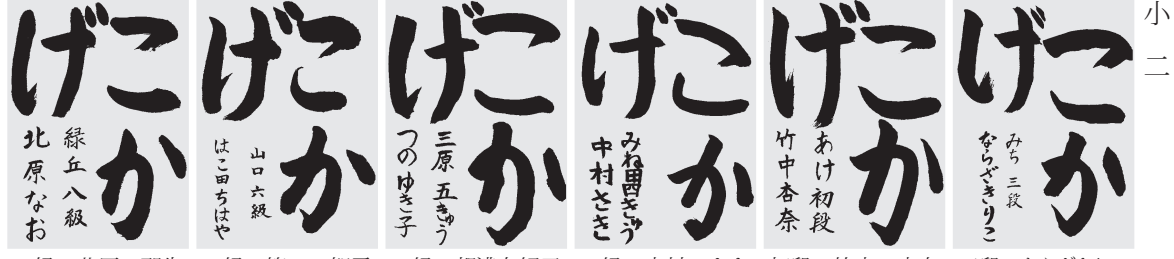 小二
こか
げ
みち 三段
ならざきりこ
こか
げ
あけ初段
竹中杏奈
こか
げ
みね四きゅう
中村さき
こか
げ
三原五きゅう
つのゆき子
こか
げ
山口六級
はこ田ちはや
こか
げ
緑丘八級
北原なお